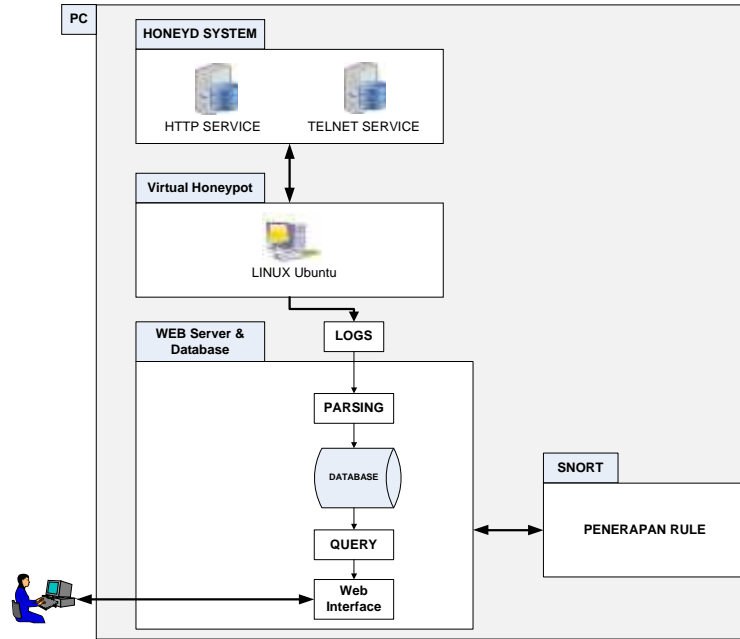 PC
HONEYD SYSTEM
HTTP SERVICE
TELNET SERVICE
Virtual Honeypot
LINUX Ubuntu
WEB Server &
Database
LOGS
PARSING
DATABASE
QUERY
Web
Interface
SNORT
PENERAPAN RULE